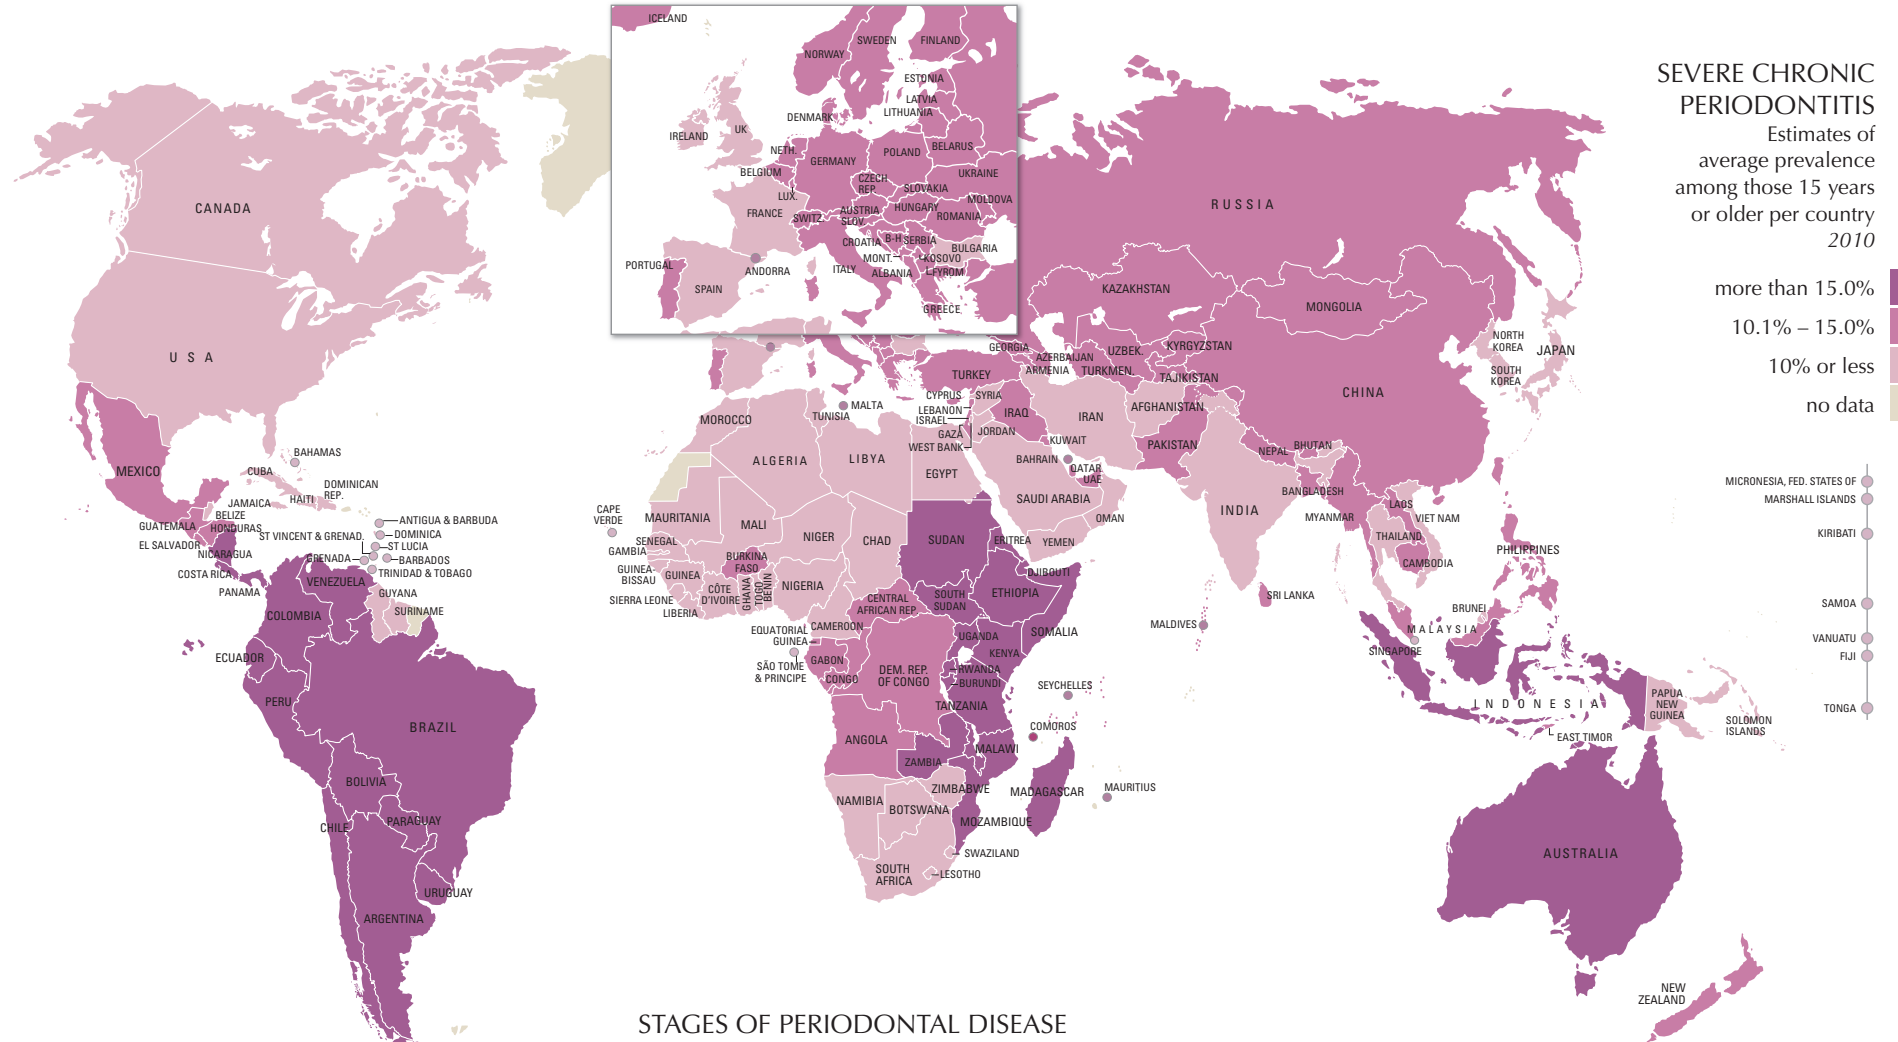 SEVERE CHRONIC
PERIODONTITIS
Estimates of
average prevalence
among those 15 years
or older per country
2010
more than 15.0%
10.1% – 15.0%
10% or less
no data
ICELAND
NORWAY
SWEDEN
FINLAND
ESTONIA
LATVIA
LITHUANIA
DENMARK
IRELAND
UK
NETH.
BELGIUM
GERMANY
POLAND
BELARUS
UKRAINE
LUX.
CZECH
REP.
SLOVAKIA
MOLDOVA
FRANCE
SWITZ.
AUSTRIA
SLOV.
HUNGARY
ROMANIA
CROATIA
B-H
SERBIA
BULGARIA
MONT.
KOSOVO
PORTUGAL
SPAIN
ANDORRA
ITALY
ALBANIA
FYROM
GREECE
CANADA
U S A
MEXICO
BAHAMAS
CUBA
DOMINICAN
REP.
HAITI
JAMAICA
BELIZE
GUATEMALA
HONDURAS
EL SALVADOR
NICARAGUA
COSTA RICA
PANAMA
ANTIGUA & BARBUDA
DOMINICA
ST VINCENT & GRENAD.
ST LUCIA
GRENADA
BARBADOS
TRINIDAD & TOBAGO
VENEZUELA
GUYANA
SURINAME
COLOMBIA
ECUADOR
PERU
BRAZIL
BOLIVIA
PARAGUAY
CHILE
URUGUAY
ARGENTINA
RUSSIA
KAZAKHSTAN
MONGOLIA
GEORGIA
AZERBAIJAN
ARMENIA
UZBEK.
KYRGYZSTAN
TURKMEN.
TAJIKISTAN
NORTH
KOREA
SOUTH
KOREA
JAPAN
CHINA
TURKEY
CYPRUS
SYRIA
LEBANON
ISRAEL
GAZA
WEST BANK
JORDAN
IRAQ
IRAN
AFGHANISTAN
KUWAIT
BAHRAIN
QATAR
UAE
PAKISTAN
NEPAL
BHUTAN
SAUDI ARABIA
OMAN
YEMEN
INDIA
BANGLADESH
MYANMAR
LAOS
VIET NAM
THAILAND
CAMBODIA
PHILIPPINES
SRI LANKA
MALDIVES
BRUNEI
MALAYSIA
SINGAPORE
INDONESIA
EAST TIMOR
PAPUA
NEW
GUINEA
SOLOMON
ISLANDS
AUSTRALIA
NEW
ZEALAND
MICRONESIA, FED. STATES OF
MARSHALL ISLANDS
KIRIBATI
SAMOA
VANUATU
FIJI
TONGA
MALTA
MOROCCO
TUNISIA
ALGERIA
LIBYA
EGYPT
CAPE
VERDE
MAURITANIA
MALI
NIGER
CHAD
SUDAN
ERITREA
SENEGAL
GAMBIA
GUINEA-
BISSAU
GUINEA
SIERRA LEONE
LIBERIA
CÔTE
D'IVOIRE
BURKINA
FASO
GHANA
TOGO
BENIN
NIGERIA
DJIBOUTI
ETHIOPIA
SOUTH
SUDAN
SOMALIA
CENTRAL
AFRICAN REP.
CAMEROON
EQUATORIAL
GUINEA
SÃO TOME
& PRINCIPE
GABON
CONGO
DEM. REP.
OF CONGO
UGANDA
KENYA
RWANDA
BURUNDI
TANZANIA
SEYCHELLES
COMOROS
ANGOLA
ZAMBIA
MALAWI
ZIMBABWE
MOZAMBIQUE
MADAGASCAR
MAURITIUS
NAMIBIA
BOTSWANA
SWAZILAND
LESOTHO
SOUTH
AFRICA
STAGES OF PERIODONTAL DISEASE